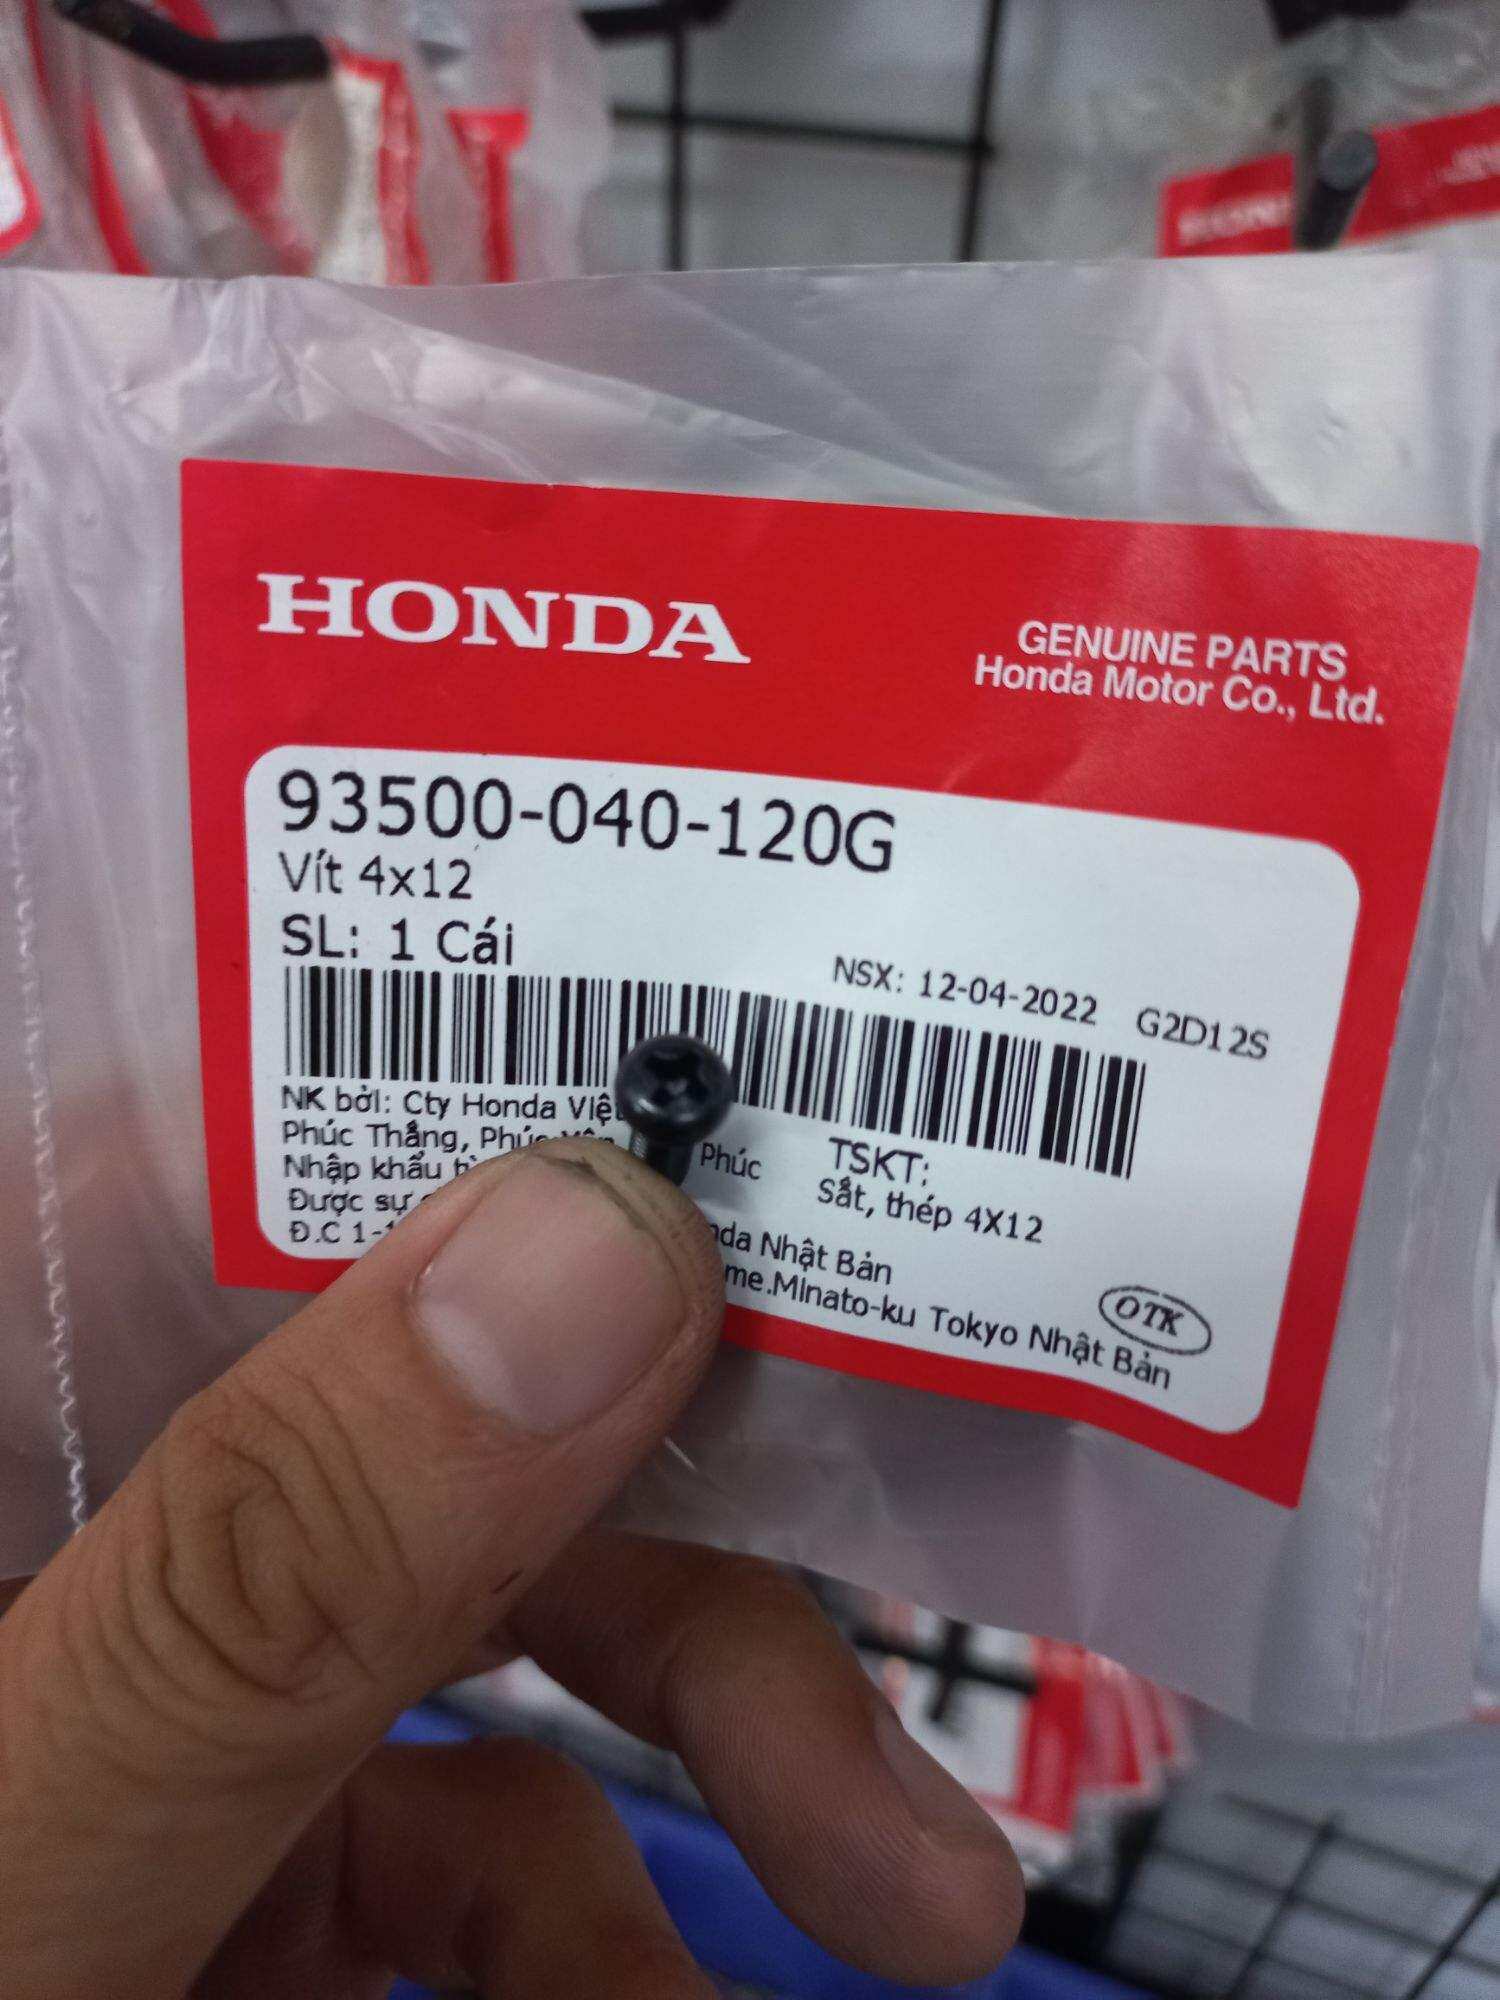 HONDA
GENUINE PARTS
Honda Motor Co., Ltd.
93500-040-120G
Vít 4x12
SL: 1 Cái
NSX: 12-04-2022 G2D12S
NK bởi: Cty Honda Việ
Phúc Thắng, Phúc Phúc
Nhập khẩu
Được sự
Đ.C 1-
TSKT:
Sắt, thép 4X12
nda Nhật Bản
me.Minato-ku Tokyo Nhật Bản
OTK
HONDA